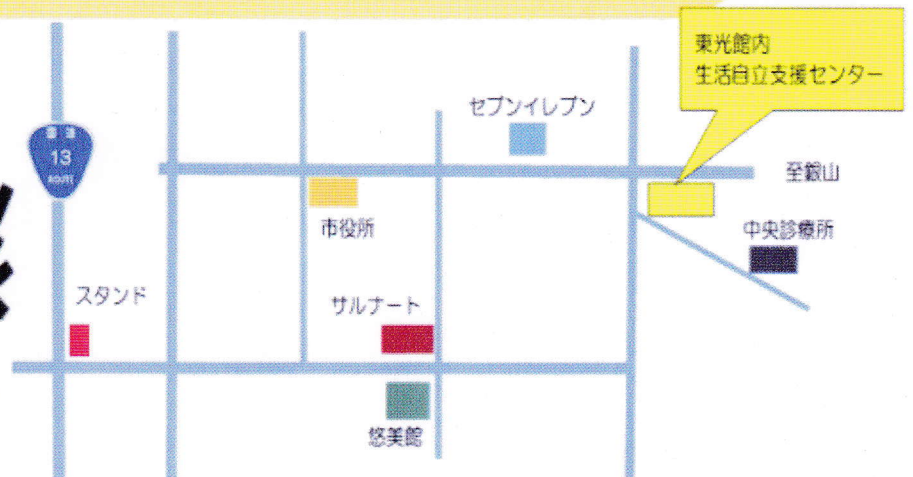 東光館内
生活自立支援センター
セブンイレブン
13
至銀山
市役所
中央診療所
スタンド
サルナート
悠美館